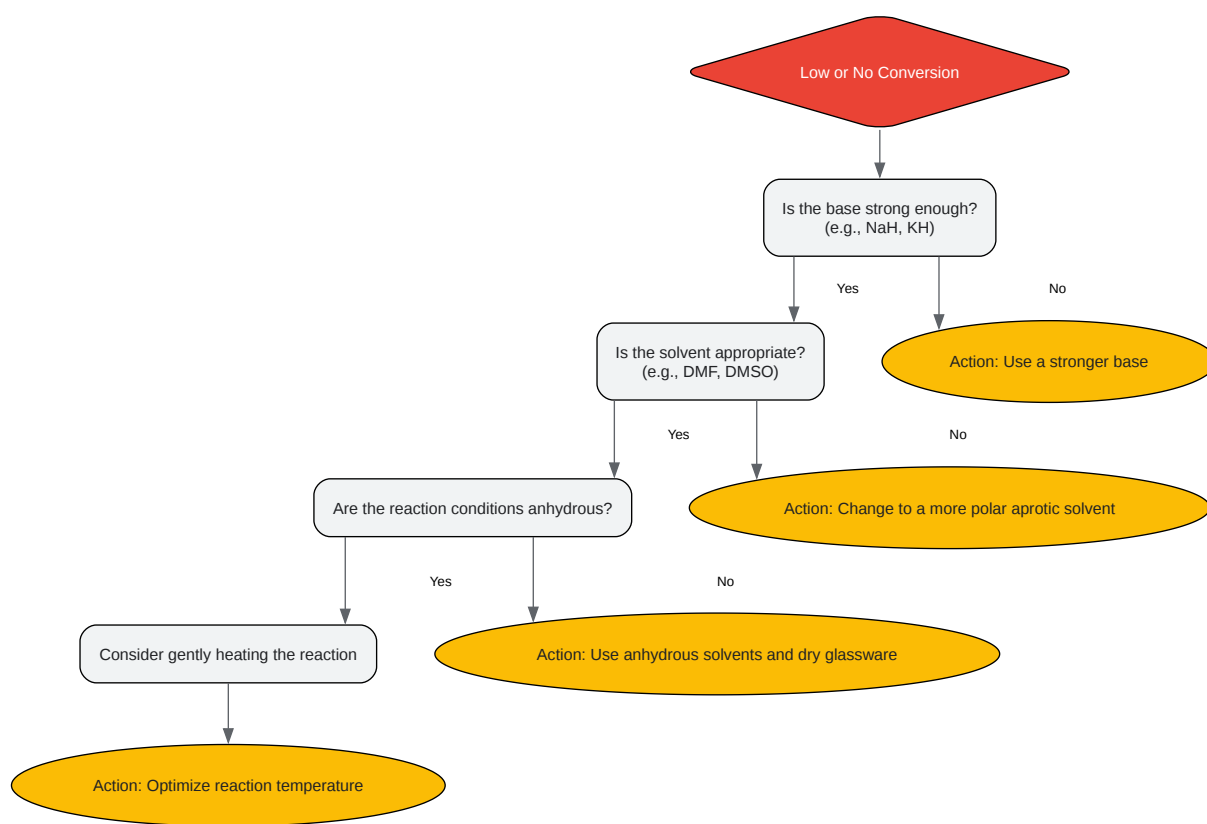 Low or No Conversion
Is the base strong enough?
(e.g., NaH, KH)
Yes
No
Is the solvent appropriate?
(e.g., DMF, DMSO)
Action: Use a stronger base
Yes
No
Are the reaction conditions anhydrous?
Action: Change to a more polar aprotic solvent
Yes
No
Consider gently heating the reaction
Action: Use anhydrous solvents and dry glassware
Action: Optimize reaction temperature